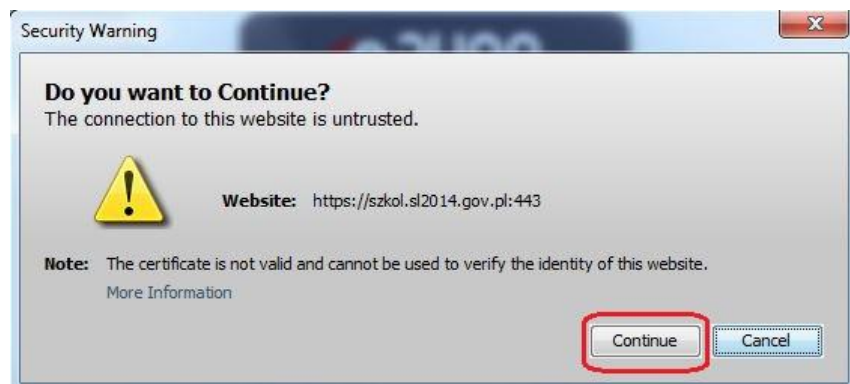 Security Warning
Do you want to Continue?
The connection to this website is untrusted.
Website: https://szkol.sl2014.gov.pl:443
Note: The certificate is not valid and cannot be used to verify the identity of this website.
More Information
Continue Cancel